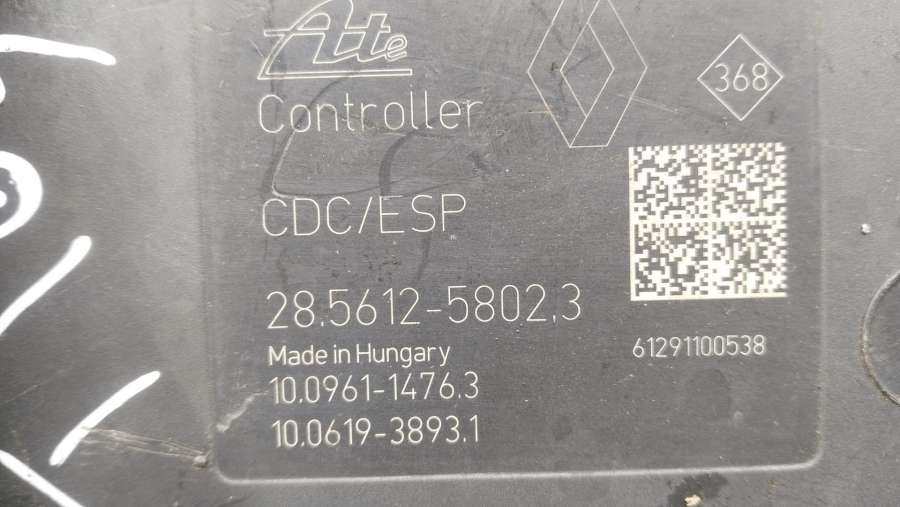 Ate
368
Controller
CDC/ESP
28.5612-5802.3
Made in Hungary
61291100538
10.0961-1476.3
10.0619-3893.1